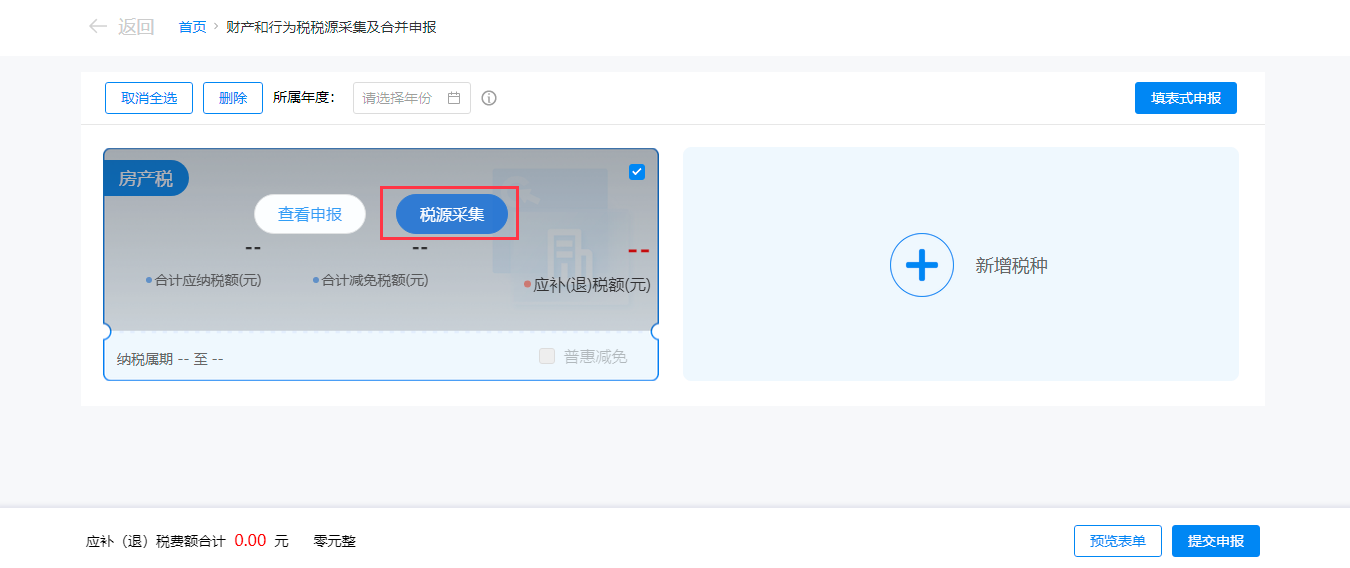 返回 首页 › 财产和行为税税源采集及合并申报
取消全选 删除 所属年度： 请选择年份 填表式申报
房产税
查看申报 税源采集
-- -- --
合计应纳税额(元) 合计减免税额(元) 应补(退)税额(元)
纳税属期 -- 至 -- 普惠减免
新增税种
应补（退）税费额合计 0.00 元 零元整 预览表单 提交申报